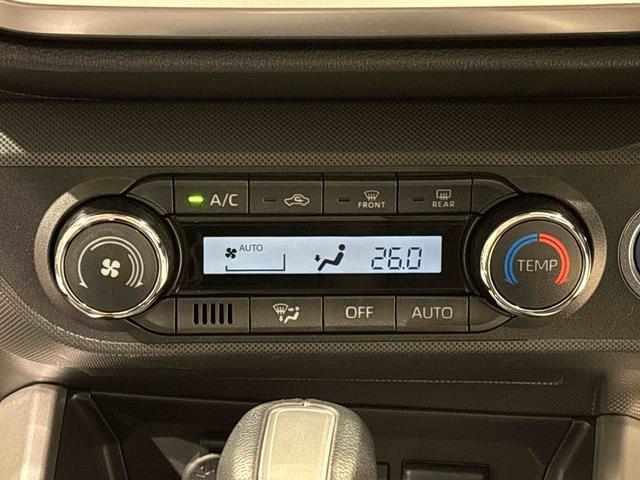 A/C
FRONT
REAR
AUTO
26.0
TEMP
OFF
AUTO